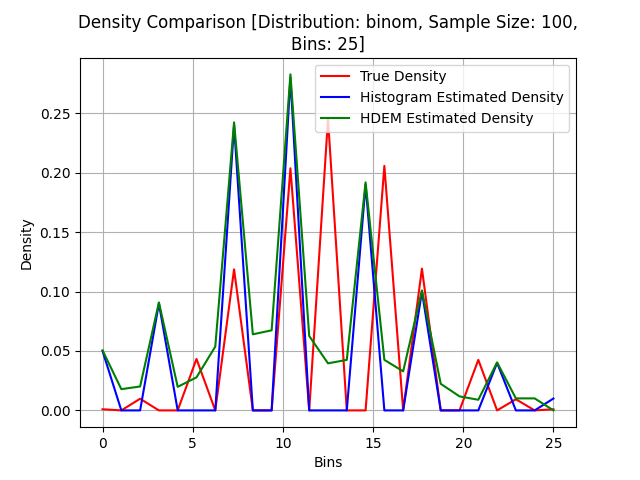 Density Comparison [Distribution: binom, Sample Size: 100,
Bins: 25]
True Density
Histogram Estimated Density
HDEM Estimated Density
Density
0.25
0.20
0.15
0.10
0.05
0.00
0 5 10 15 20 25
Bins